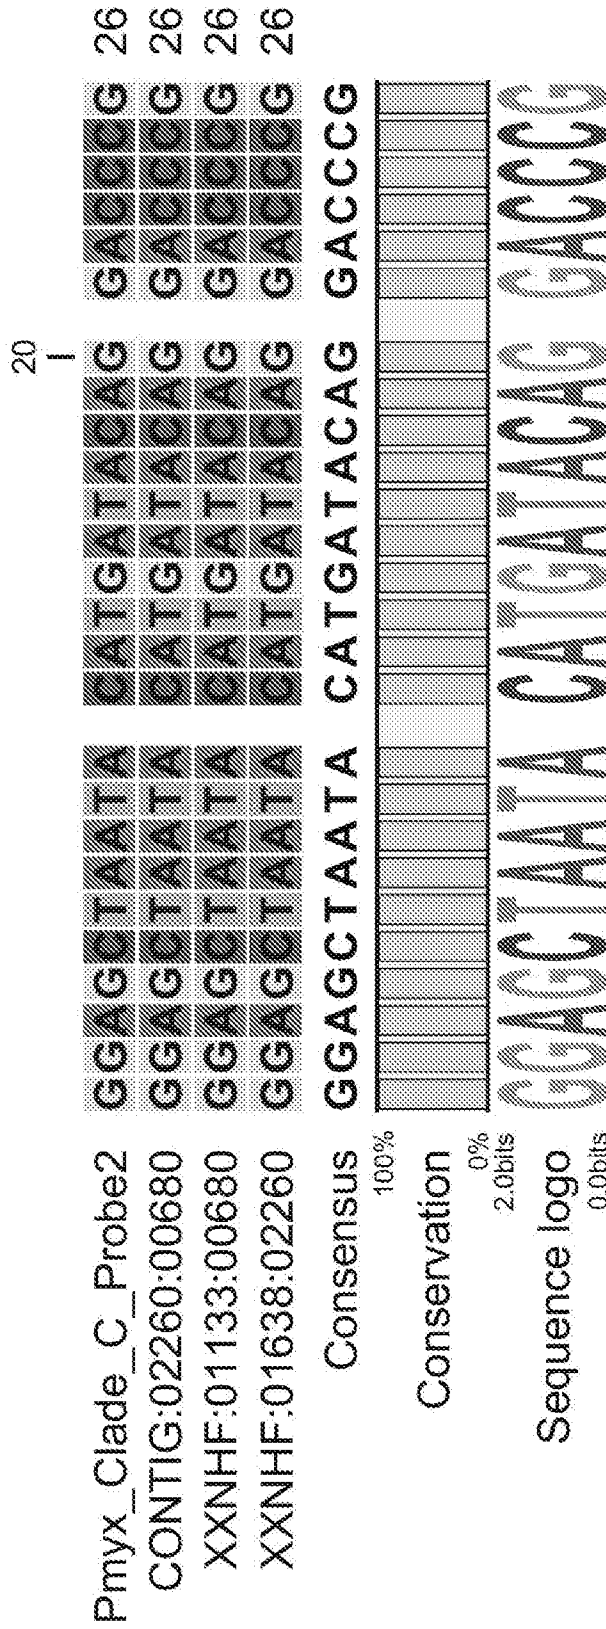 20
Pmyx_Clade_C_Probe2 GGAGCTAATA CATGATACAG GACCCG 26
CONTIG:02260:00680 GGAGCTAATA CATGATACAG GACCCG 26
XXNHF:01133:00680 GGAGCTAATA CATGATACAG GACCCG 26
XXNHF:01638:02260 GGAGCTAATA CATGATACAG GACCCG 26
Consensus GGAGCTAATA CATGATACAG GACCCG
100%
Conservation
0%
2.0bits
Sequence logo GGAGCTAATA CATGATACAG GACCCG
0.0bits